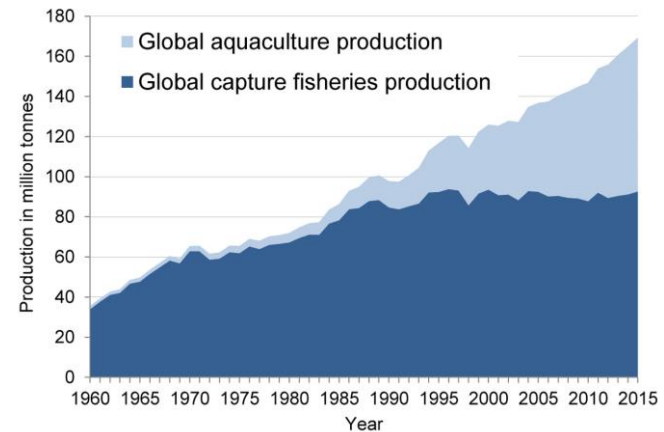 180
160
140
120
100
80
60
40
20
0
Production in million tonnes
Global aquaculture production
Global capture fisheries production
1960 1965 1970 1975 1980 1985 1990 1995 2000 2005 2010 2015
Year